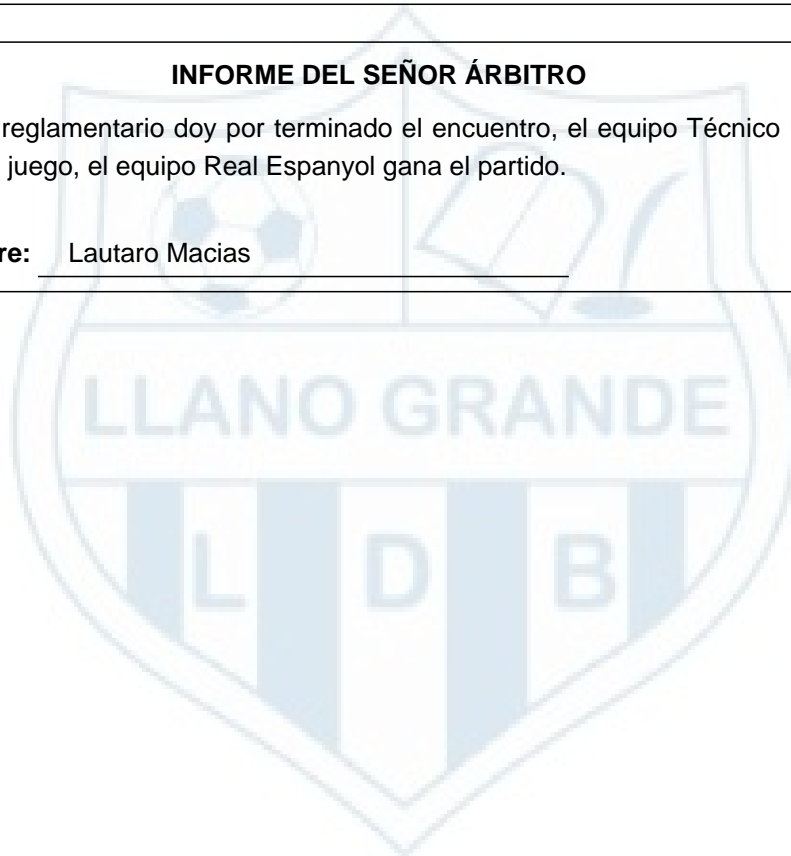 INFORME DEL SEÑOR ÁRBITRO
reglamentario doy por terminado el encuentro, el equipo Técnico
juego, el equipo Real Espanyol gana el partido.
re: Lautaro Macias
LLANO GRANDE
L D B